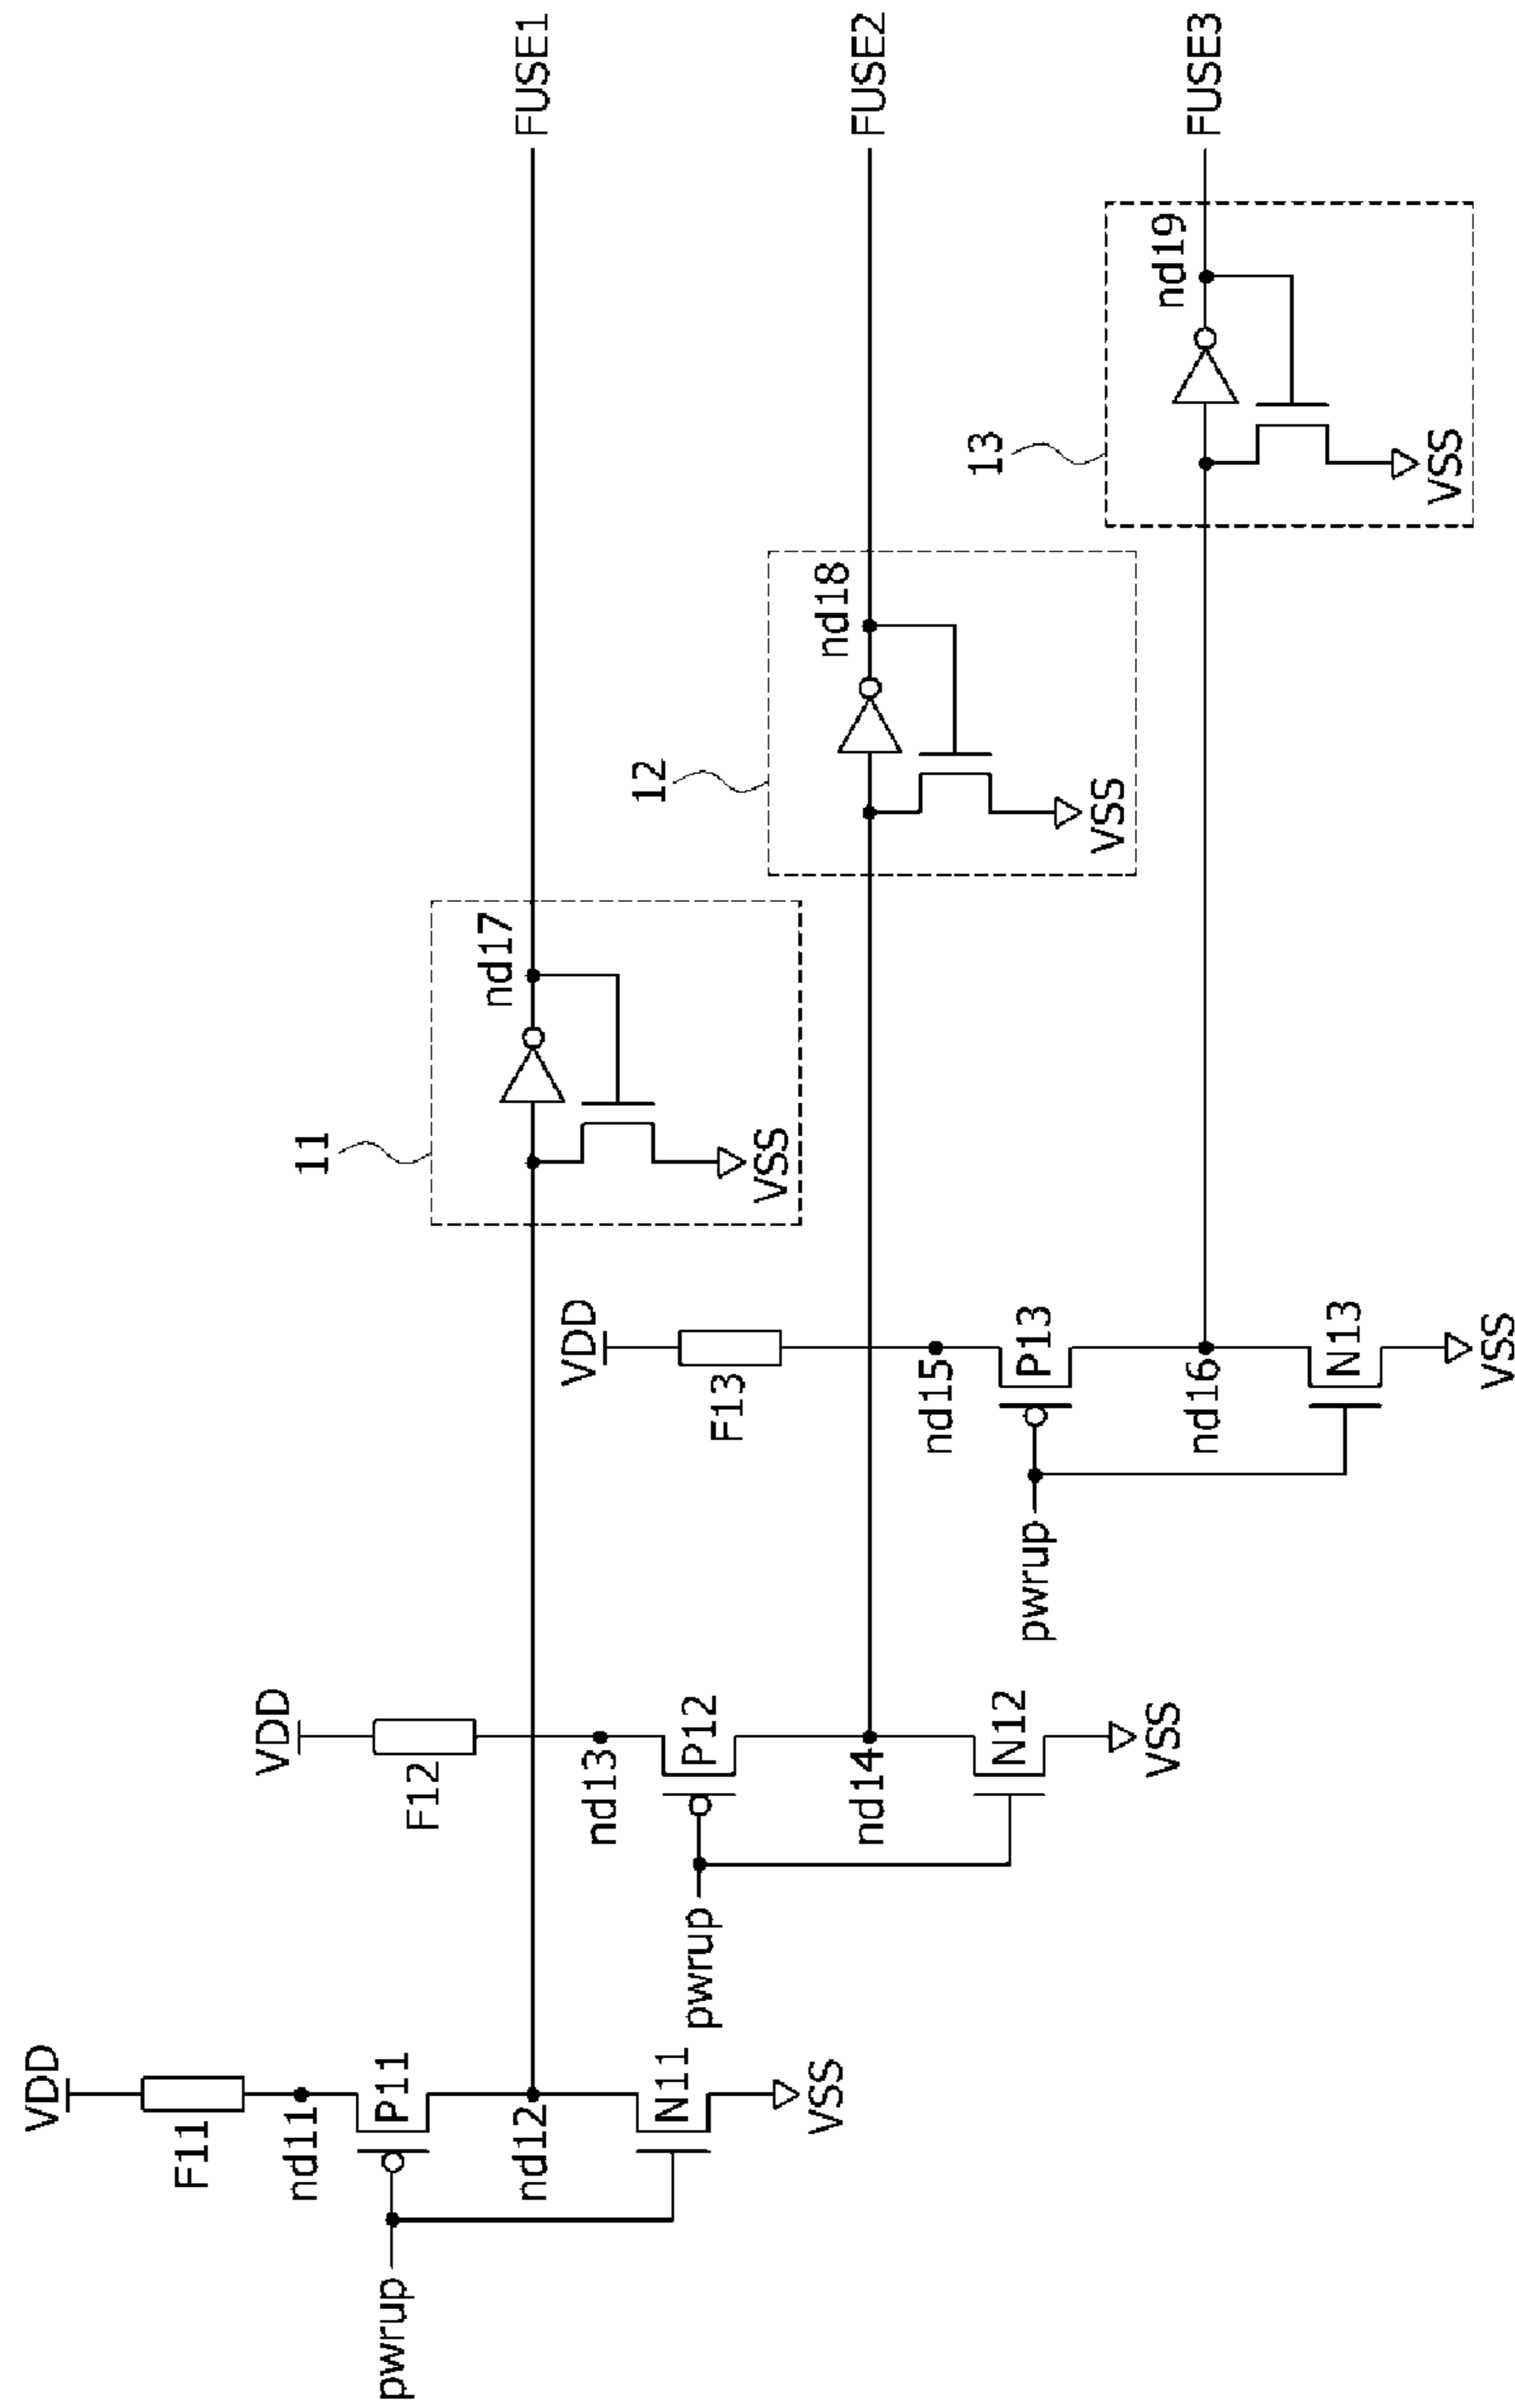 VDD
F11
nd11
P11
pwrup
nd12
N11
VSS
VDD
F12
nd13
P12
pwrup
nd14
N12
VSS
VDD
F13
nd15
P13
pwrup
nd16
N13
VSS
11
nd17
VSS
FUSE1
12
nd18
VSS
FUSE2
13
nd19
VSS
FUSE3